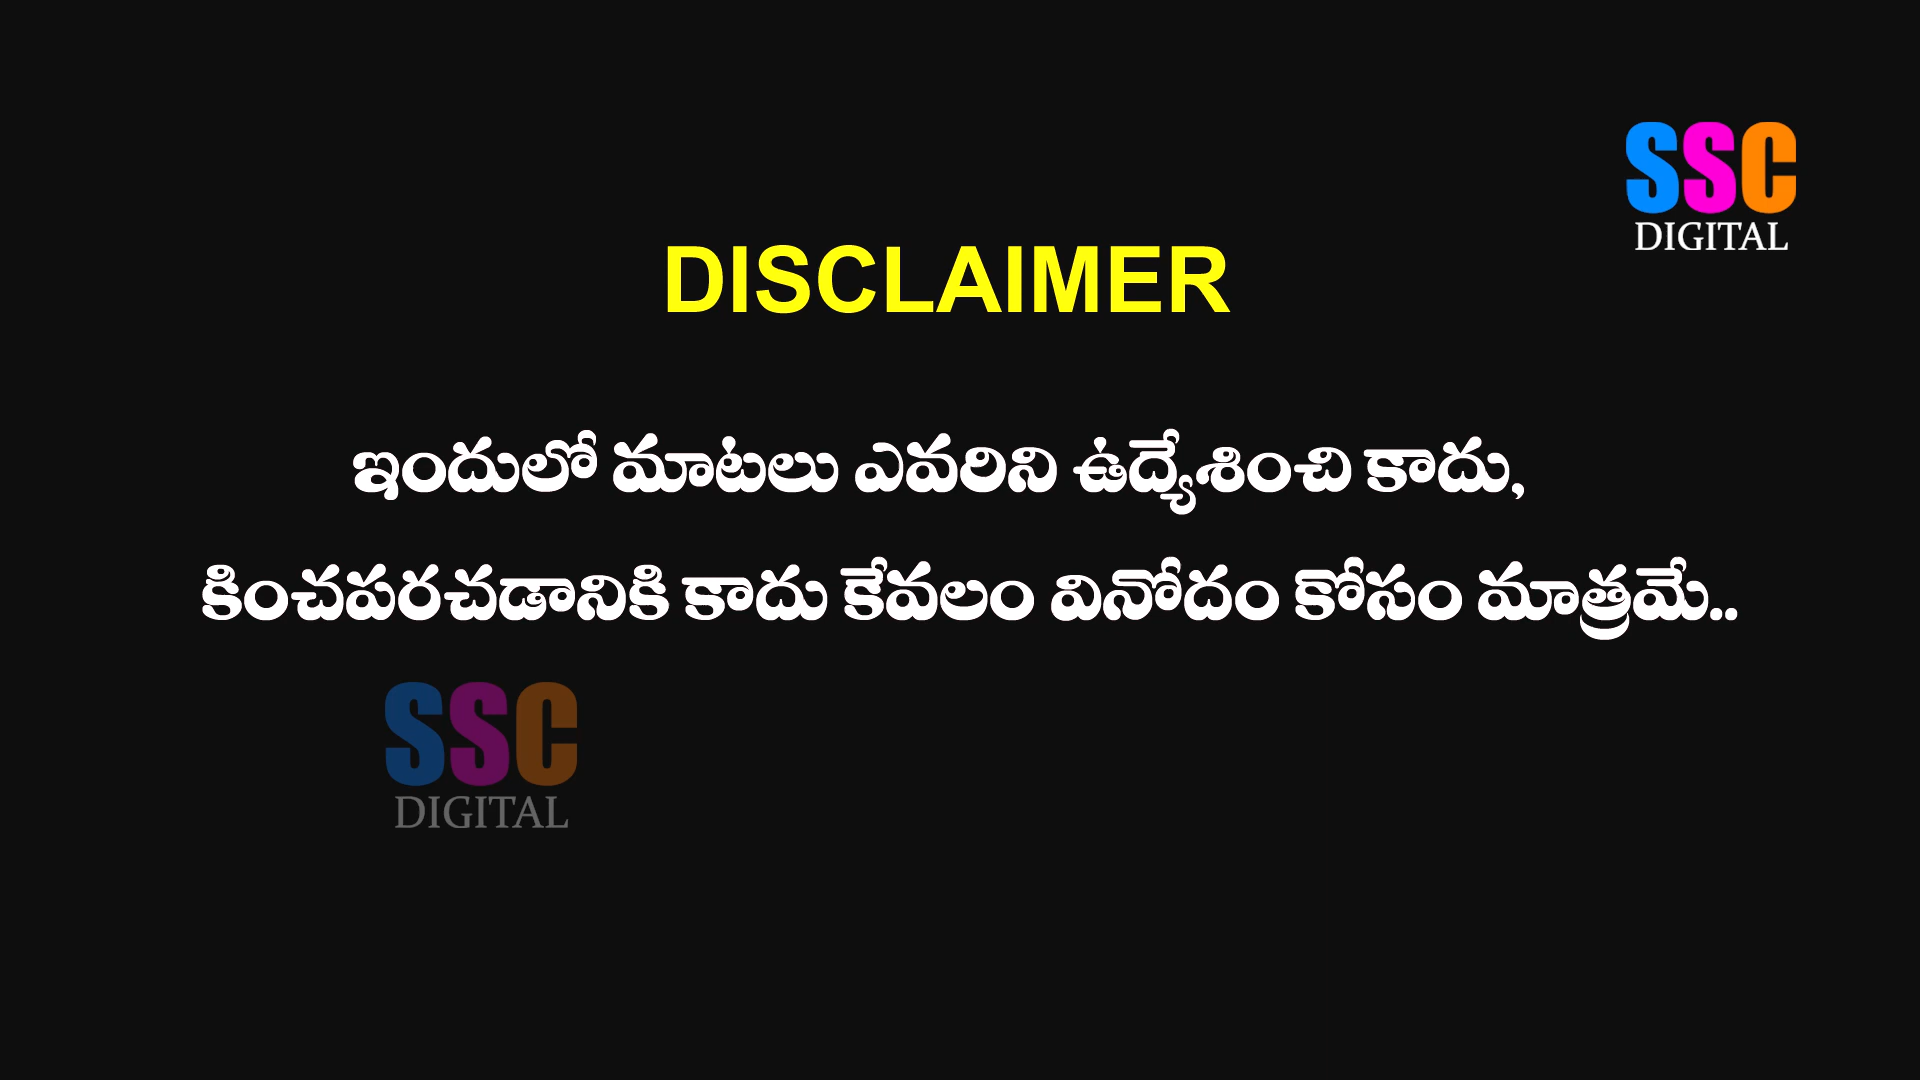 SSC
DIGITAL
DISCLAIMER
ఇందులో మాటలు ఎవరిని ఉద్యేశించి కాదు,
కించపరచడానికి కాదు కేవలం వినోదం కోసం మాత్రమే..
SSC
DIGITAL